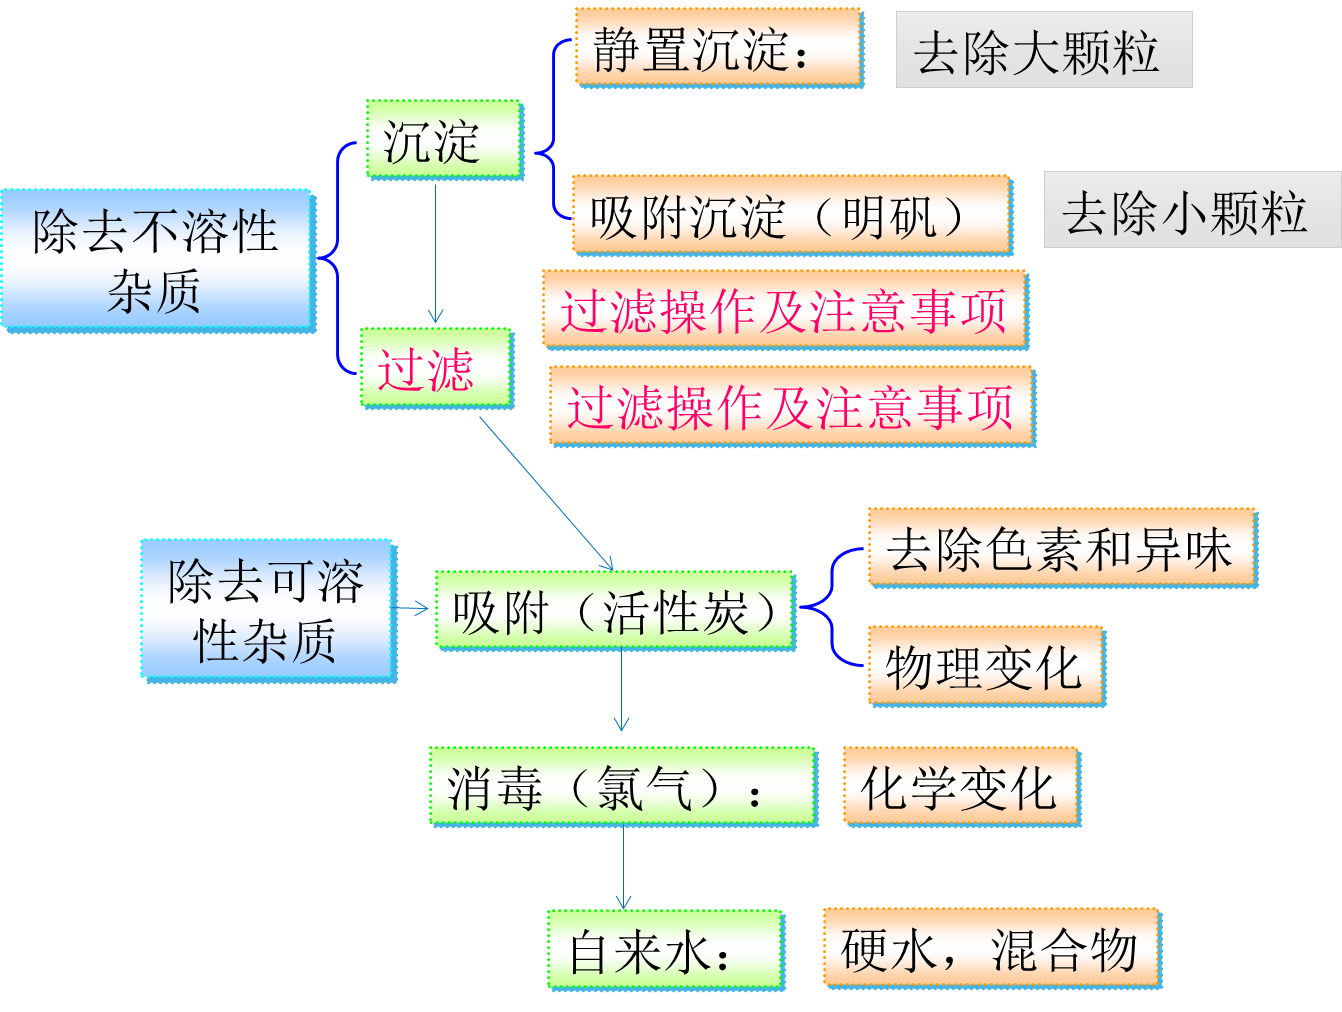 静置沉淀：
去除大颗粒
沉淀
吸附沉淀（明矾）
去除小颗粒
除去不溶性
杂质
过滤操作及注意事项
过滤
过滤操作及注意事项
去除色素和异味
除去可溶
性杂质
吸附（活性炭）
物理变化
消毒（氯气）：
化学变化
自来水：
硬水，混合物